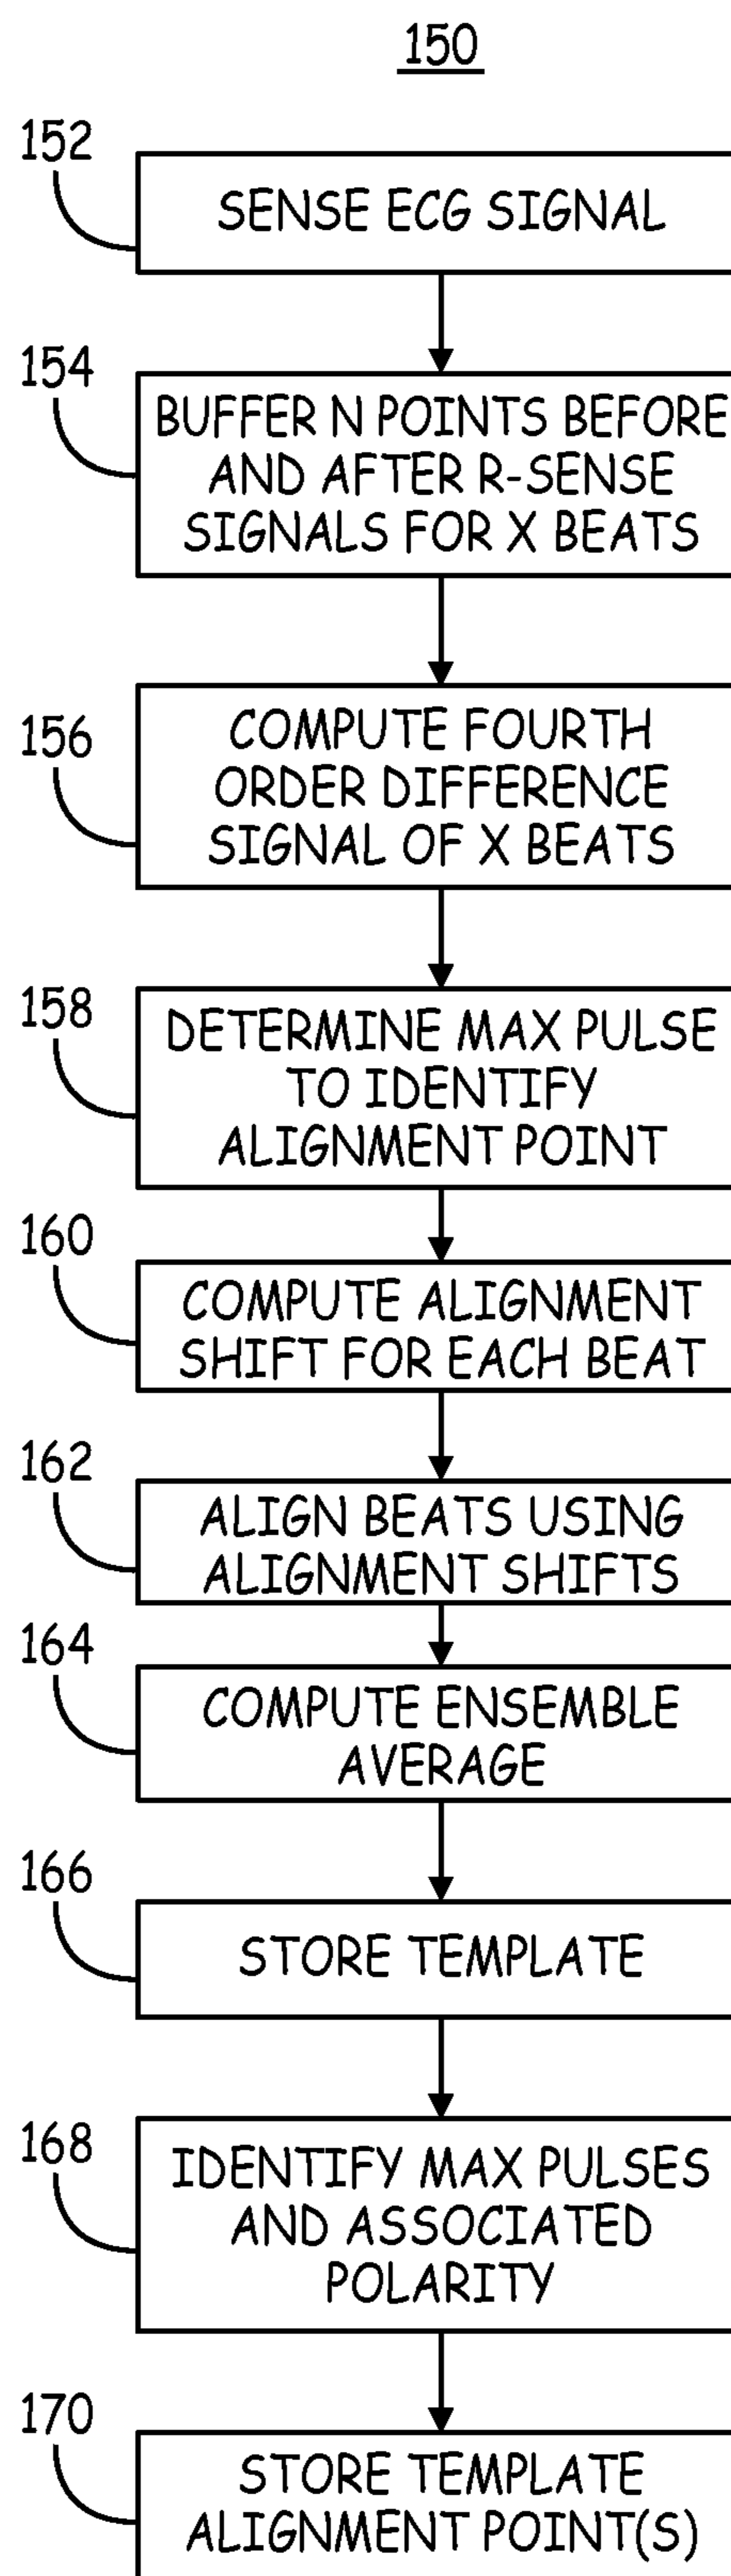 150
152
SENSE ECG SIGNAL
154
BUFFER N POINTS BEFORE
AND AFTER R-SENSE
SIGNALS FOR X BEATS
156
COMPUTE FOURTH
ORDER DIFFERENCE
SIGNAL OF X BEATS
158
DETERMINE MAX PULSE
TO IDENTIFY
ALIGNMENT POINT
160
COMPUTE ALIGNMENT
SHIFT FOR EACH BEAT
162
ALIGN BEATS USING
ALIGNMENT SHIFTS
164
COMPUTE ENSEMBLE
AVERAGE
166
STORE TEMPLATE
168
IDENTIFY MAX PULSES
AND ASSOCIATED
POLARITY
170
STORE TEMPLATE
ALIGNMENT POINT(S)